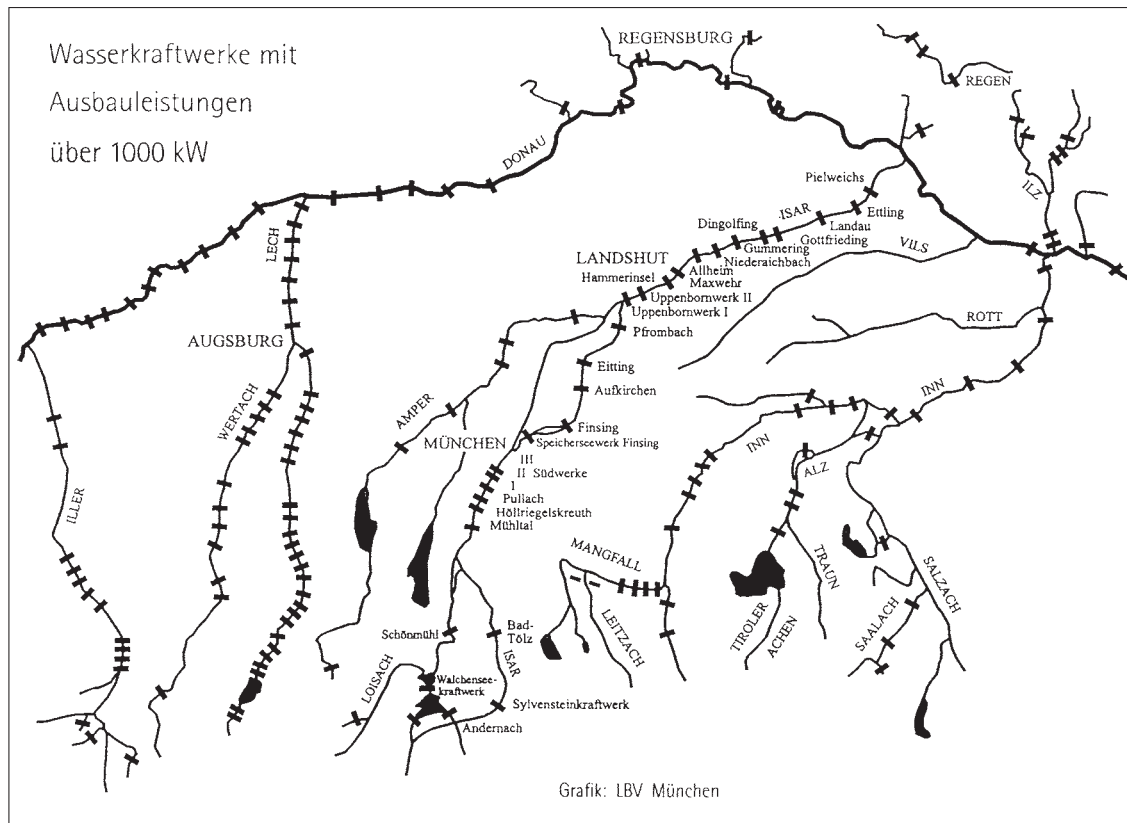 Wasserkraftwerke mit
Ausbauleistungen
über 1000 kW
REGENSBURG
REGEN
DONAU
ILZ
Pielweichs
ISAR
Ettling
Dingolfing
Landau
Gottfrieding
Gummering
Niederaichbach
VILS
LECH
LANDSHUT
Altheim
Maxwehr
Hammerinsel
Uppenbornwerk II
Uppenbornwerk I
Pfrombach
ROTT
AUGSBURG
Eitting
Aufkirchen
INN
WERTACH
AMPER
MÜNCHEN
Finsing
Speicherseewerk Finsing
INN
ALZ
III
II Südwerke
I
Pullach
Höllriegelskreuth
Mühltal
ILLER
MANGFALL
LEITZACH
TIROLER
ACHEN
TRAUN
SALZACH
SAALACH
Schönmühl
Bad-
Tölz
ISAR
LOISACH
Walchensee-
kraftwerk
Sylvensteinkraftwerk
Andernach
Grafik: LBV München